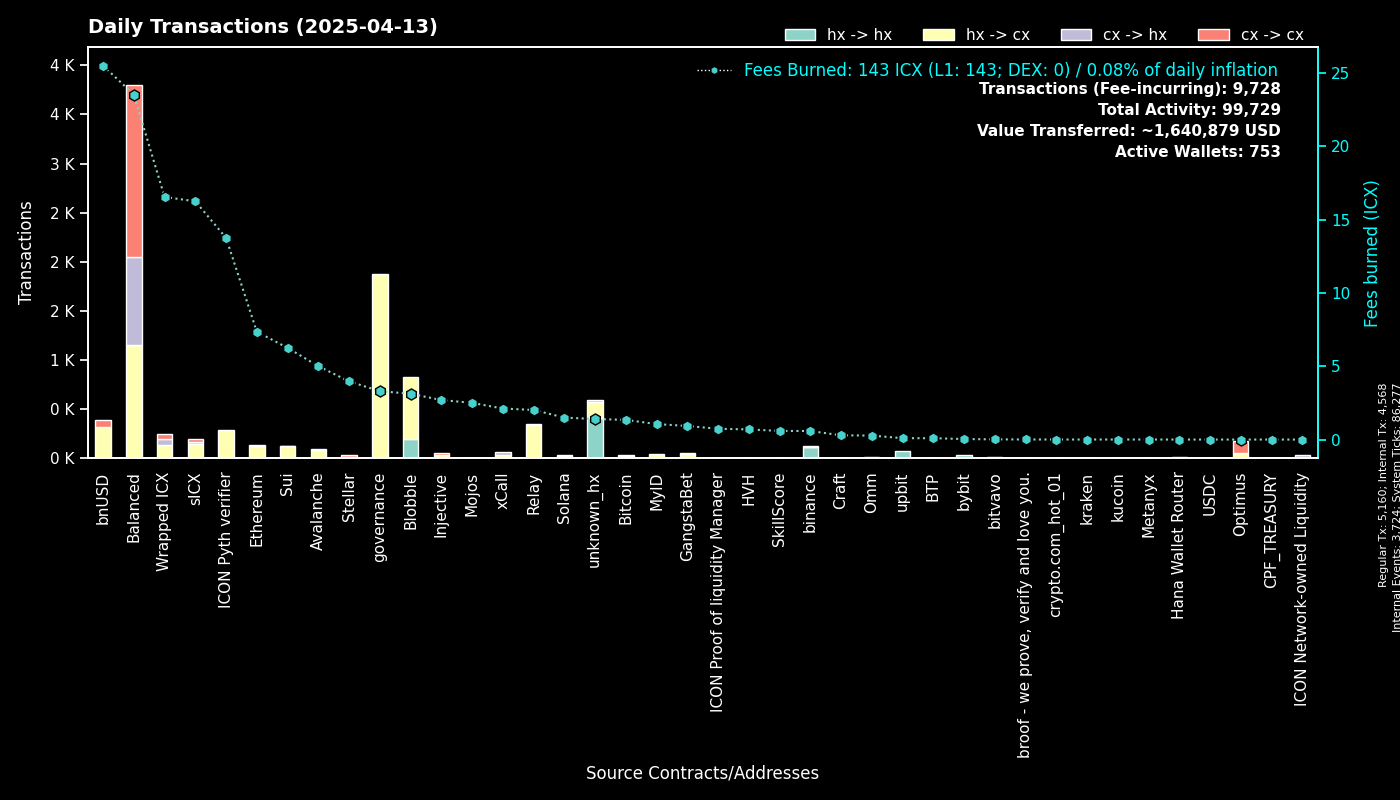 Daily Transactions (2025-04-13)
hx -> hx
hx -> cx
cx -> hx
cx -> cx
Fees Burned: 143 ICX (L1: 143; DEX: 0) / 0.08% of daily inflation
Transactions (Fee-incurring): 9,728
Total Activity: 99,729
Value Transferred: ~1,640,879 USD
Active Wallets: 753
Transactions
4 K
4 K
3 K
2 K
2 K
2 K
1 K
0 K
0 K
25
20
15
10
5
0
Fees burned (ICX)
bnUSD
Balanced
Wrapped ICX
sICX
ICON Pyth verifier
Ethereum
Sui
Avalanche
Stellar
governance
Blobble
Injective
Mojos
xCall
Relay
Solana
unknown_hx
Bitcoin
MyID
GangstaBet
ICON Proof of liquidity Manager
HVH
SkillScore
binance
Craft
Omm
upbit
BTP
bybit
bitvavo
broof - we prove, verify and love you.
crypto.com_hot_01
kraken
kucoin
Metanyx
Hana Wallet Router
USDC
Optimus
CPF_TREASURY
ICON Network-owned Liquidity
Source Contracts/Addresses
Regular Tx: 5,160; Internal Tx: 4,568
Internal Events: 3,724; System Ticks: 86,277